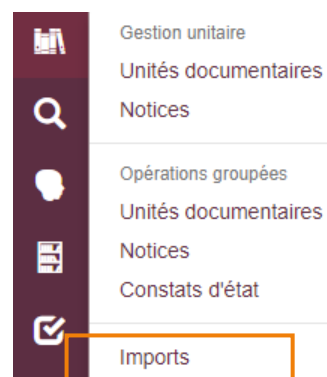 Gestion unitaire
Unités documentaires
Notices
Opérations groupées
Unités documentaires
Notices
Constats d'état
Imports